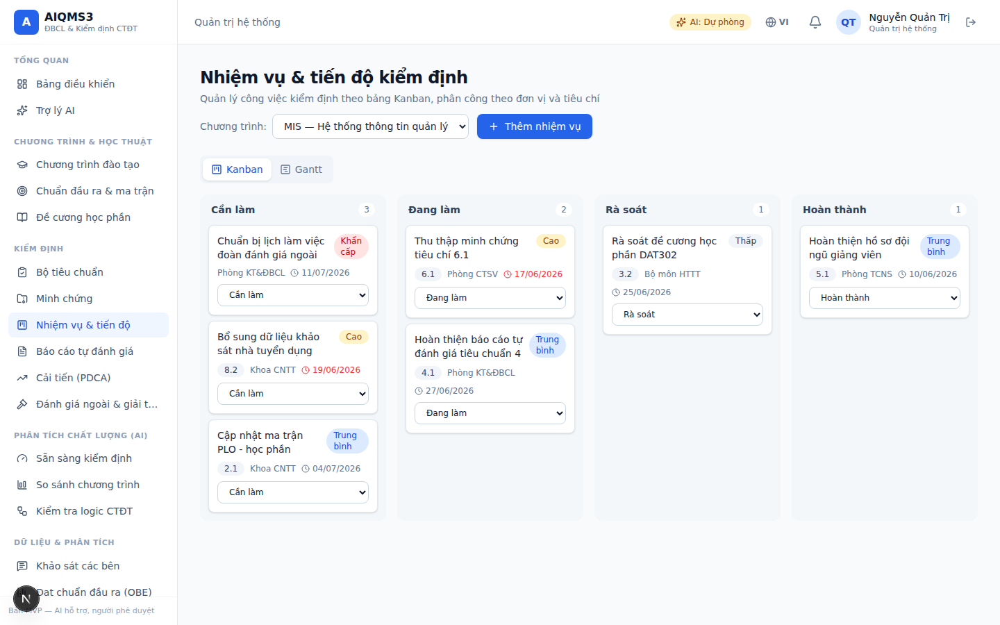 A
AIQMS3
ĐBCL & Kiểm định CTĐT
TỔNG QUAN
Bảng điều khiển
Trợ lý AI
CHƯƠNG TRÌNH & HỌC THUẬT
Chương trình đào tạo
Chuẩn đầu ra & ma trận
Đề cương học phần
KIỂM ĐỊNH
Bộ tiêu chuẩn
Minh chứng
Nhiệm vụ & tiến độ
Báo cáo tự đánh giá
Cải tiến (PDCA)
Đánh giá ngoài & giải t...
PHÂN TÍCH CHẤT LƯỢNG (AI)
Sẵn sàng kiểm định
So sánh chương trình
Kiểm tra logic CTĐT
DỮ LIỆU & PHÂN TÍCH
Khảo sát các bên
Đạt chuẩn đầu ra (OBE)
N
— AI hỗ trợ, người phê duyệt
Quản trị hệ thống
AI: Dự phòng
VI
QT
Nguyễn Quản Trị
Quản trị hệ thống
Nhiệm vụ & tiến độ kiểm định
Quản lý công việc kiểm định theo bảng Kanban, phân công theo đơn vị và tiêu chí
Chương trình:
MIS — Hệ thống thông tin quản lý
Thêm nhiệm vụ
Kanban
Gantt
Cần làm
3
Chuẩn bị lịch làm việc
đoàn đánh giá ngoài
Khẩn
cấp
Phòng KT&ĐBCL
11/07/2026
Cần làm
Bổ sung dữ liệu khảo
sát nhà tuyển dụng
Cao
8.2
Khoa CNTT
19/06/2026
Cần làm
Cập nhật ma trận
PLO - học phần
Trung
bình
2.1
Khoa CNTT
04/07/2026
Cần làm
Đang làm
2
Thu thập minh chứng
tiêu chí 6.1
Cao
6.1
Phòng CTSV
17/06/2026
Đang làm
Hoàn thiện báo cáo tự
đánh giá tiêu chuẩn 4
Trung
bình
4.1
Phòng KT&ĐBCL
27/06/2026
Đang làm
Rà soát
1
Rà soát đề cương học
phần DAT302
Thấp
3.2
Bộ môn HTTT
25/06/2026
Rà soát
Hoàn thành
1
Hoàn thiện hồ sơ đội
ngũ giảng viên
Trung
bình
5.1
Phòng TCNS
10/06/2026
Hoàn thành